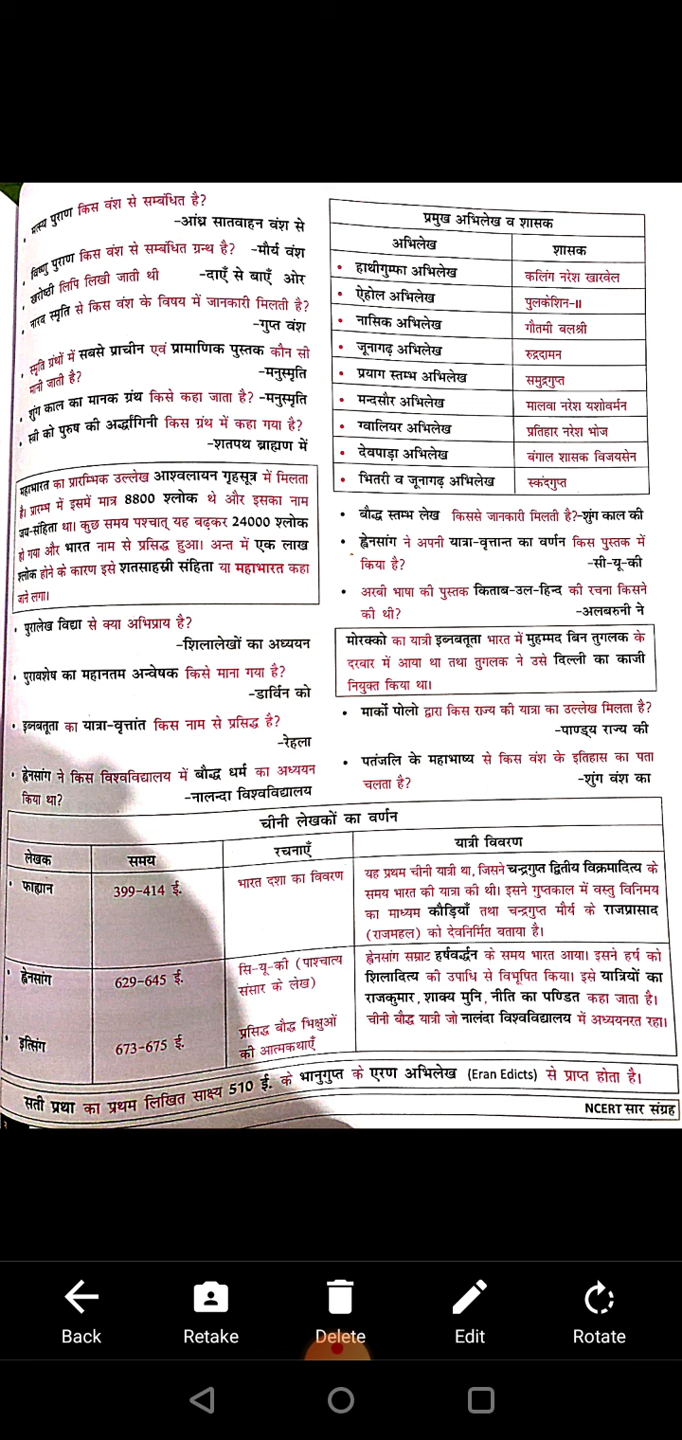 • मत्स्य पुराण किस वंश से सम्बंधित है?
-आंध्र सातवाहन वंश से
• विष्णु पुराण किस वंश से सम्बंधित ग्रन्थ है? -मौर्य वंश
• खरोष्ठी लिपि लिखी जाती थी -दाएँ से बाएँ ओर
• नारद स्मृति से किस वंश के विषय में जानकारी मिलती है?
-गुप्त वंश
• स्मृति ग्रंथों में सबसे प्राचीन एवं प्रामाणिक पुस्तक कौन सी
मानी जाती है? -मनुस्मृति
• शुंग काल का मानक ग्रंथ किसे कहा जाता है? -मनुस्मृति
• स्त्री को पुरुष की अर्द्धांगिनी किस ग्रंथ में कहा गया है?
-शतपथ ब्राह्मण में
महाभारत का प्रारम्भिक उल्लेख आश्वलायन गृहसूत्र में मिलता
है। प्रारम्भ में इसमें मात्र 8800 श्लोक थे और इसका नाम
जय-संहिता था। कुछ समय पश्चात् यह बढ़कर 24000 श्लोक
हो गया और भारत नाम से प्रसिद्ध हुआ। अन्त में एक लाख
श्लोक होने के कारण इसे शतसाहस्री संहिता या महाभारत कहा
जाने लगा।
• पुरालेख विद्या से क्या अभिप्राय है?
-शिलालेखों का अध्ययन
• पुरावशेष का महानतम अन्वेषक किसे माना गया है?
-डार्विन को
• इब्नबतूता का यात्रा-वृत्तांत किस नाम से प्रसिद्ध है?
-रेहला
• ह्वेनसांग ने किस विश्वविद्यालय में बौद्ध धर्म का अध्ययन
किया था? -नालन्दा विश्वविद्यालय
प्रमुख अभिलेख व शासक
अभिलेख शासक
• हाथीगुम्फा अभिलेख कलिंग नरेश खारवेल
• ऐहोल अभिलेख पुलकेशिन-II
• नासिक अभिलेख गौतमी बलश्री
• जूनागढ़ अभिलेख रुद्रदामन
• प्रयाग स्तम्भ अभिलेख समुद्रगुप्त
• मन्दसौर अभिलेख मालवा नरेश यशोवर्मन
• ग्वालियर अभिलेख प्रतिहार नरेश भोज
• देवपाड़ा अभिलेख बंगाल शासक विजयसेन
• भितरी व जूनागढ़ अभिलेख स्कंदगुप्त
• बौद्ध स्तम्भ लेख किससे जानकारी मिलती है?-शुंग काल की
• ह्वेनसांग ने अपनी यात्रा-वृत्तान्त का वर्णन किस पुस्तक में
किया है? -सी-यू-की
• अरबी भाषा की पुस्तक किताब-उल-हिन्द की रचना किसने
की थी? -अलबरुनी ने
मोरक्को का यात्री इब्नबतूता भारत में मुहम्मद बिन तुगलक के
दरबार में आया था तथा तुगलक ने उसे दिल्ली का काजी
नियुक्त किया था।
• मार्को पोलो द्वारा किस राज्य की यात्रा का उल्लेख मिलता है?
-पाण्ड्य राज्य की
• पतंजलि के महाभाष्य से किस वंश के इतिहास का पता
चलता है? -शुंग वंश का
चीनी लेखकों का वर्णन
लेखक समय रचनाएँ यात्री विवरण
• फाह्यान 399-414 ई. भारत दशा का विवरण यह प्रथम चीनी यात्री था, जिसने चन्द्रगुप्त द्वितीय विक्रमादित्य के
समय भारत की यात्रा की थी। इसने गुप्तकाल में वस्तु विनिमय
का माध्यम कौड़ियाँ तथा चन्द्रगुप्त मौर्य के राजप्रासाद
(राजमहल) को देवनिर्मित बताया है।
• ह्वेनसांग 629-645 ई. सि-यू-की (पाश्चात्य ह्वेनसांग सम्राट हर्षवर्द्धन के समय भारत आया। इसने हर्ष को
संसार के लेख) शिलादित्य की उपाधि से विभूषित किया। इसे यात्रियों का
राजकुमार, शाक्य मुनि, नीति का पण्डित कहा जाता है।
• इत्सिंग 673-675 ई. प्रसिद्ध बौद्ध भिक्षुओं चीनी बौद्ध यात्री जो नालंदा विश्वविद्यालय में अध्ययनरत रहा।
की आत्मकथाएँ
सती प्रथा का प्रथम लिखित साक्ष्य 510 ई. के भानुगुप्त के एरण अभिलेख (Eran Edicts) से प्राप्त होता है।
NCERT सार संग्रह
Back Retake Delete Edit Rotate